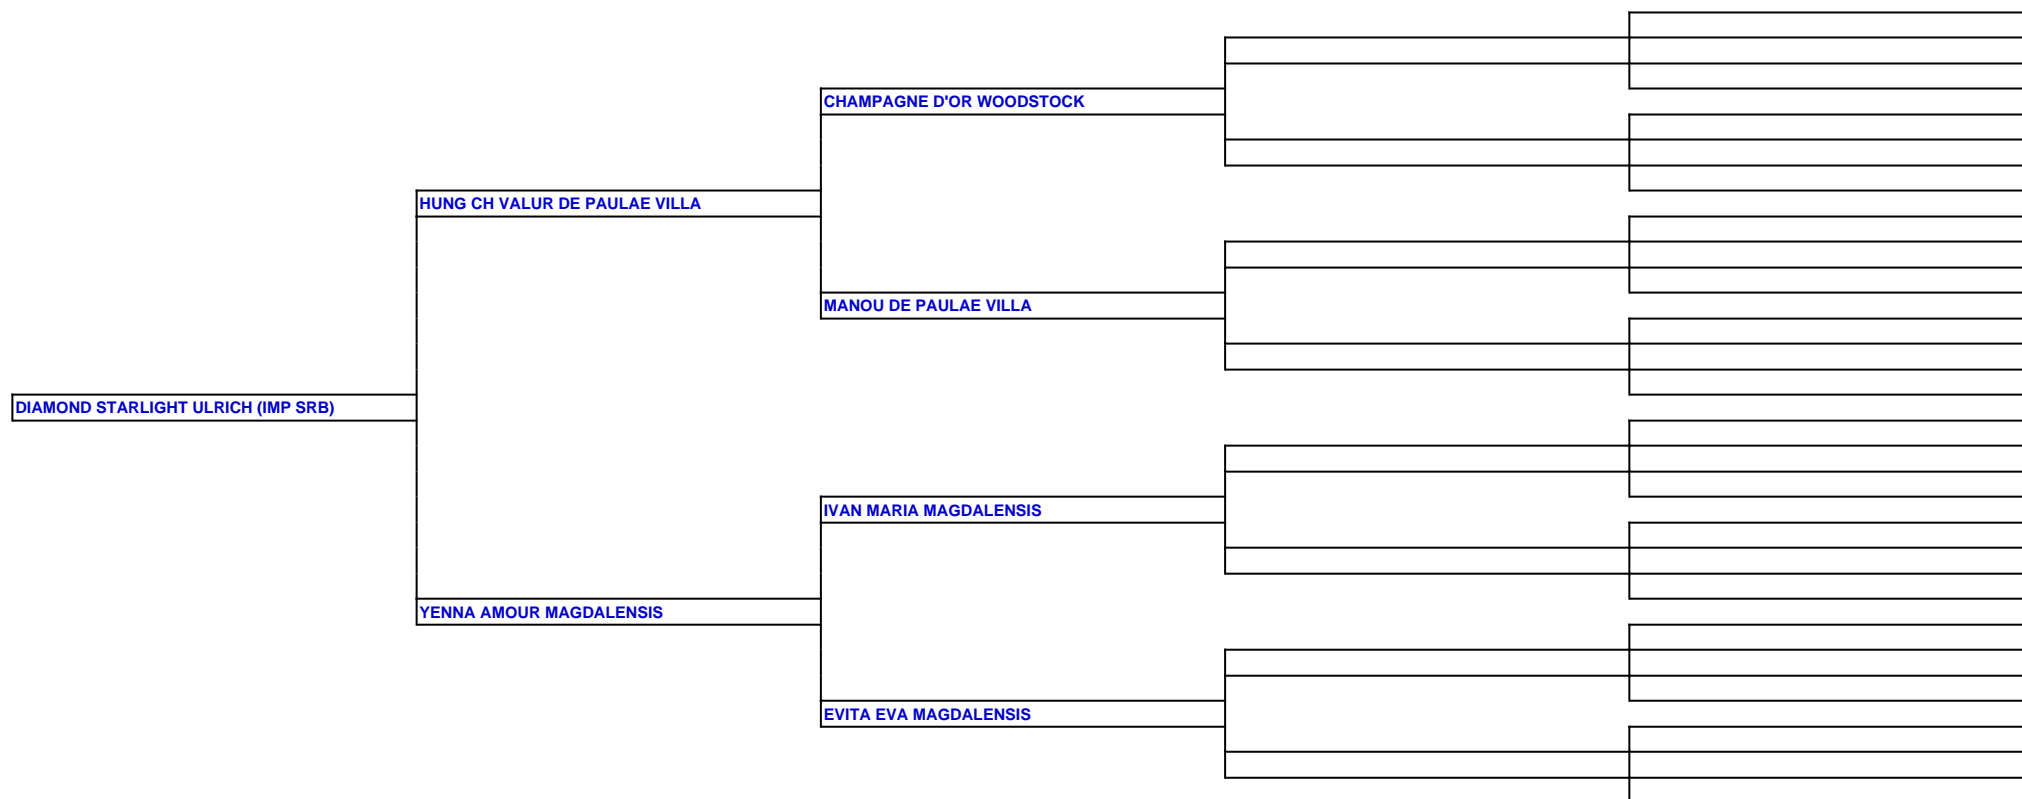 CHAMPAGNE D'OR WOODSTOCK
HUNG CH VALUR DE PAULAE VILLA
MANOU DE PAULAE VILLA
DIAMOND STARLIGHT ULRICH (IMP SRB)
IVAN MARIA MAGDALENSIS
YENNA AMOUR MAGDALENSIS
EVITA EVA MAGDALENSIS